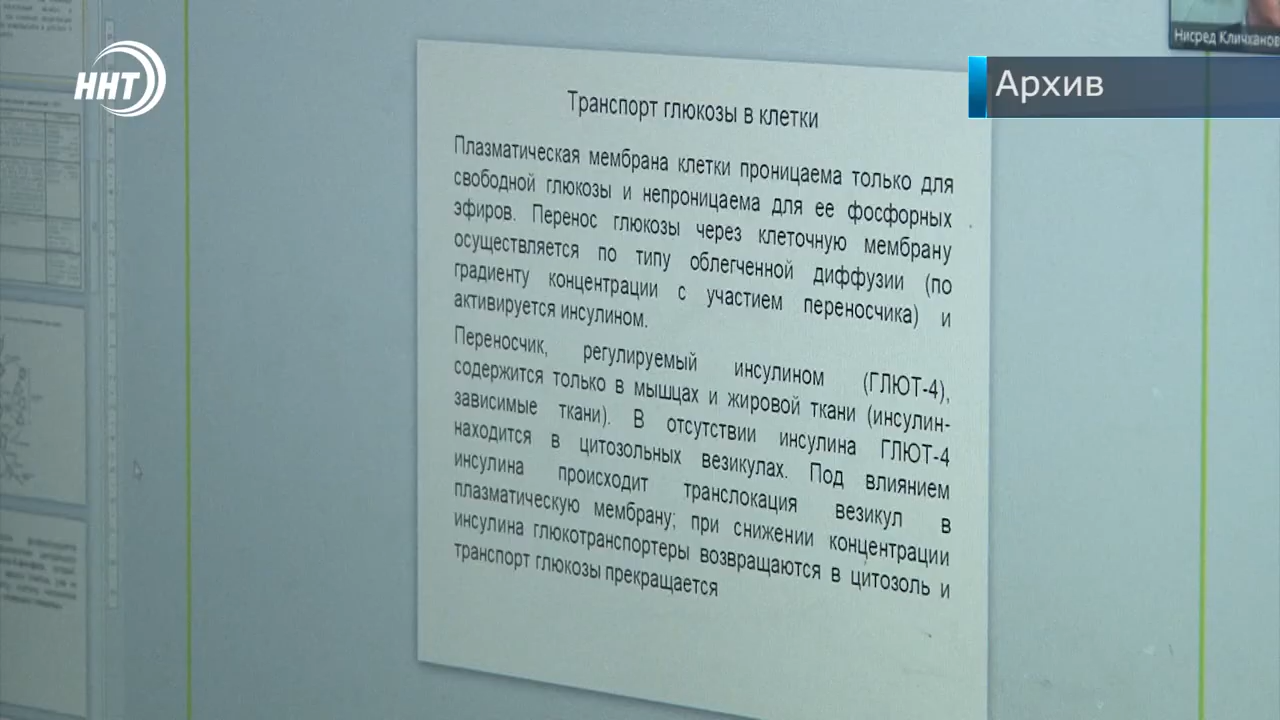 ННТ
Нисред Кличханов
Архив
Транспорт глюкозы в клетки
Плазматическая мембрана клетки проницаема только для
свободной глюкозы и непроницаема для ее фосфорных
эфиров. Перенос глюкозы через клеточную мембрану
осуществляется по типу облегченной диффузии (по
градиенту концентрации с участием переносчика) и
активируется инсулином.
Переносчик, регулируемый инсулином (ГЛЮТ-4),
содержится только в мышцах и жировой ткани (инсулин-
зависимые ткани). В отсутствии инсулина ГЛЮТ-4
находится в цитозольных везикулах. Под влиянием
инсулина происходит транслокация везикул в
плазматическую мембрану; при снижении концентрации
инсулина глюкотранспортеры возвращаются в цитозоль и
транспорт глюкозы прекращается